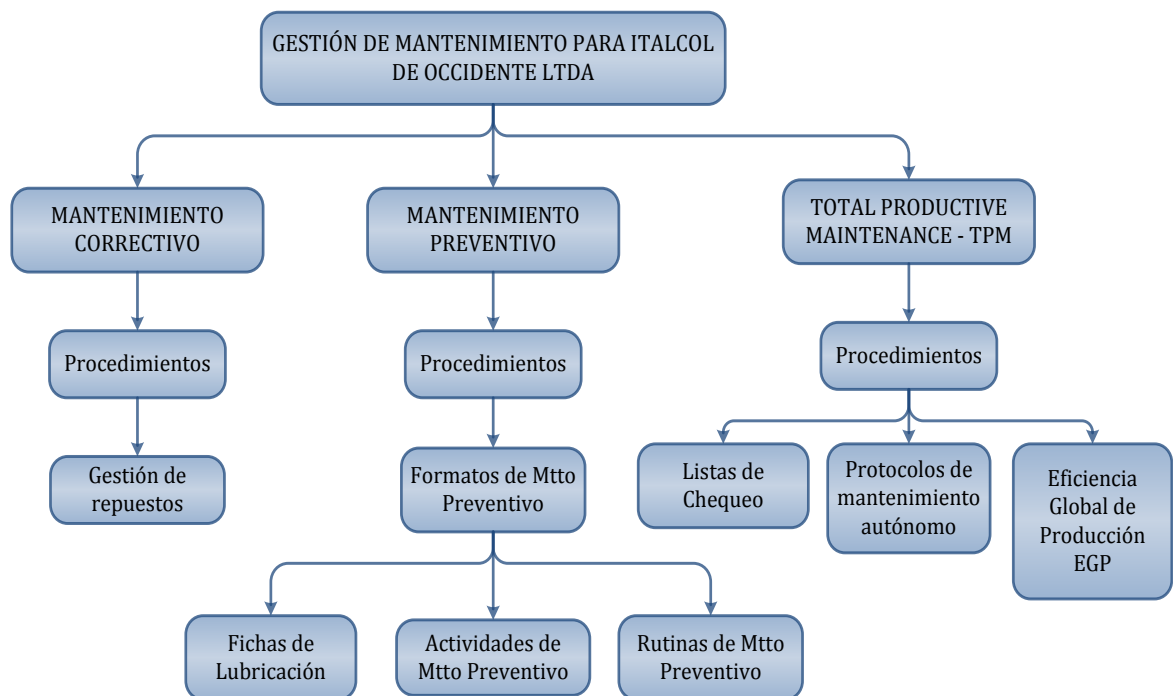 GESTIÓN DE MANTENIMIENTO PARA ITALCOL
DE OCCIDENTE LTDA
MANTENIMIENTO
CORRECTIVO
MANTENIMIENTO
PREVENTIVO
TOTAL PRODUCTIVE
MAINTENANCE - TPM
Procedimientos
Procedimientos
Procedimientos
Gestión de
repuestos
Formatos de Mtto
Preventivo
Listas de
Chequeo
Protocolos de
mantenimiento
autónomo
Eficiencia
Global de
Producción
EGP
Fichas de
Lubricación
Actividades de
Mtto Preventivo
Rutinas de Mtto
Preventivo